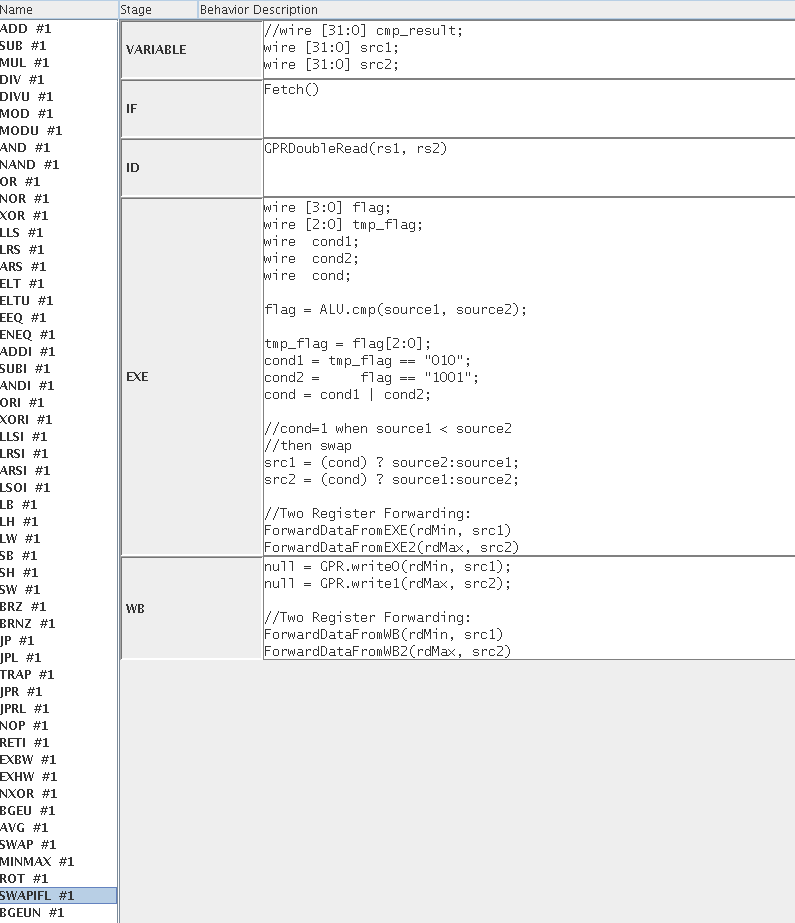 Name Stage Behavior Description
ADD #1
SUB #1
MUL #1
DIV #1
DIVU #1
MOD #1
MODU #1
AND #1
NAND #1
OR #1
NOR #1
XOR #1
LLS #1
LRS #1
ARS #1
ELT #1
ELTU #1
EEQ #1
ENEQ #1
ADDI #1
SUBI #1
ANDI #1
ORI #1
XORI #1
LLSI #1
LRSI #1
ARSI #1
LSOI #1
LB #1
LH #1
LW #1
SB #1
SH #1
SW #1
BRZ #1
BRNZ #1
JP #1
JPL #1
TRAP #1
JPR #1
JPRL #1
NOP #1
RETI #1
EXBW #1
EXHW #1
NXOR #1
BGEU #1
AVG #1
SWAP #1
MINMAX #1
ROT #1
SWAPIFL #1
BGEUN #1
VARIABLE
//wire [31:0] cmp_result;
wire [31:0] src1;
wire [31:0] src2;
IF
Fetch()
ID
GPRDoubleRead(rs1, rs2)
EXE
wire [3:0] flag;
wire [2:0] tmp_flag;
wire  cond1;
wire  cond2;
wire  cond;
flag = ALU.cmp(source1, source2);
tmp_flag = flag[2:0];
cond1 = tmp_flag == "010";
cond2 =     flag == "1001";
cond = cond1 | cond2;
//cond=1 when source1 < source2
//then swap
src1 = (cond) ? source2:source1;
src2 = (cond) ? source1:source2;
//Two Register Forwarding:
ForwardDataFromEXE(rdMin, src1)
ForwardDataFromEXE2(rdMax, src2)
WB
null = GPR.write0(rdMin, src1);
null = GPR.write1(rdMax, src2);
//Two Register Forwarding:
ForwardDataFromWB(rdMin, src1)
ForwardDataFromWB2(rdMax, src2)